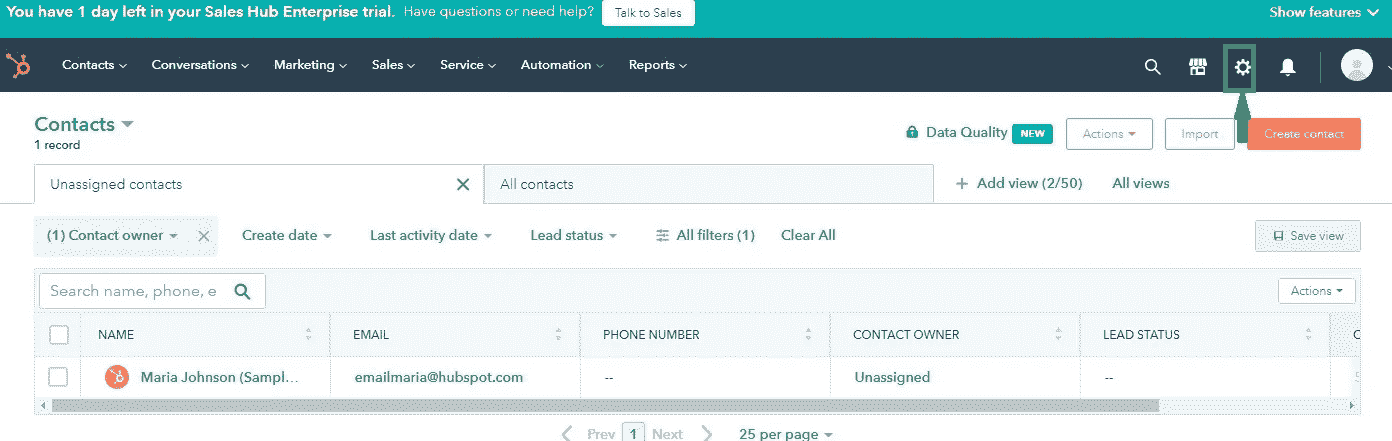 You have 1 day left in your Sales Hub Enterprise trial. Have questions or need help? Talk to Sales Show features
Contacts Conversations Marketing Sales Service Automation Reports
Contacts
1 record
Data Quality NEW Actions Import Create contact
Unassigned contacts All contacts + Add view (2/50) All views
(1) Contact owner Create date Last activity date Lead status All filters (1) Clear All Save view
Search name, phone, e Actions
NAME EMAIL PHONE NUMBER CONTACT OWNER LEAD STATUS
Maria Johnson (Sampl... emailmaria@hubspot.com -- Unassigned --
Prev 1 Next 25 per page